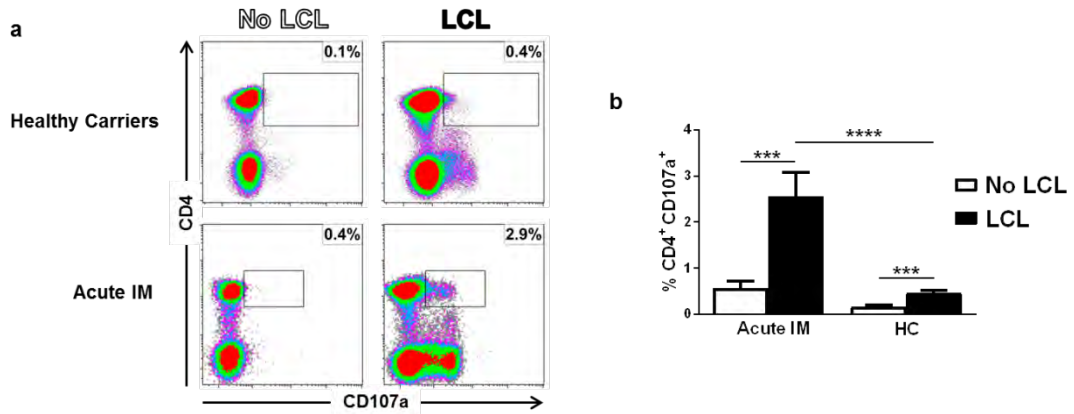 a
No LCL
LCL
Healthy Carriers
0.1%
0.4%
Acute IM
0.4%
2.9%
CD4
CD107a
b
% CD4⁺ CD107a⁺
4
3
2
1
0
***
****
***
Acute IM
HC
No LCL
LCL